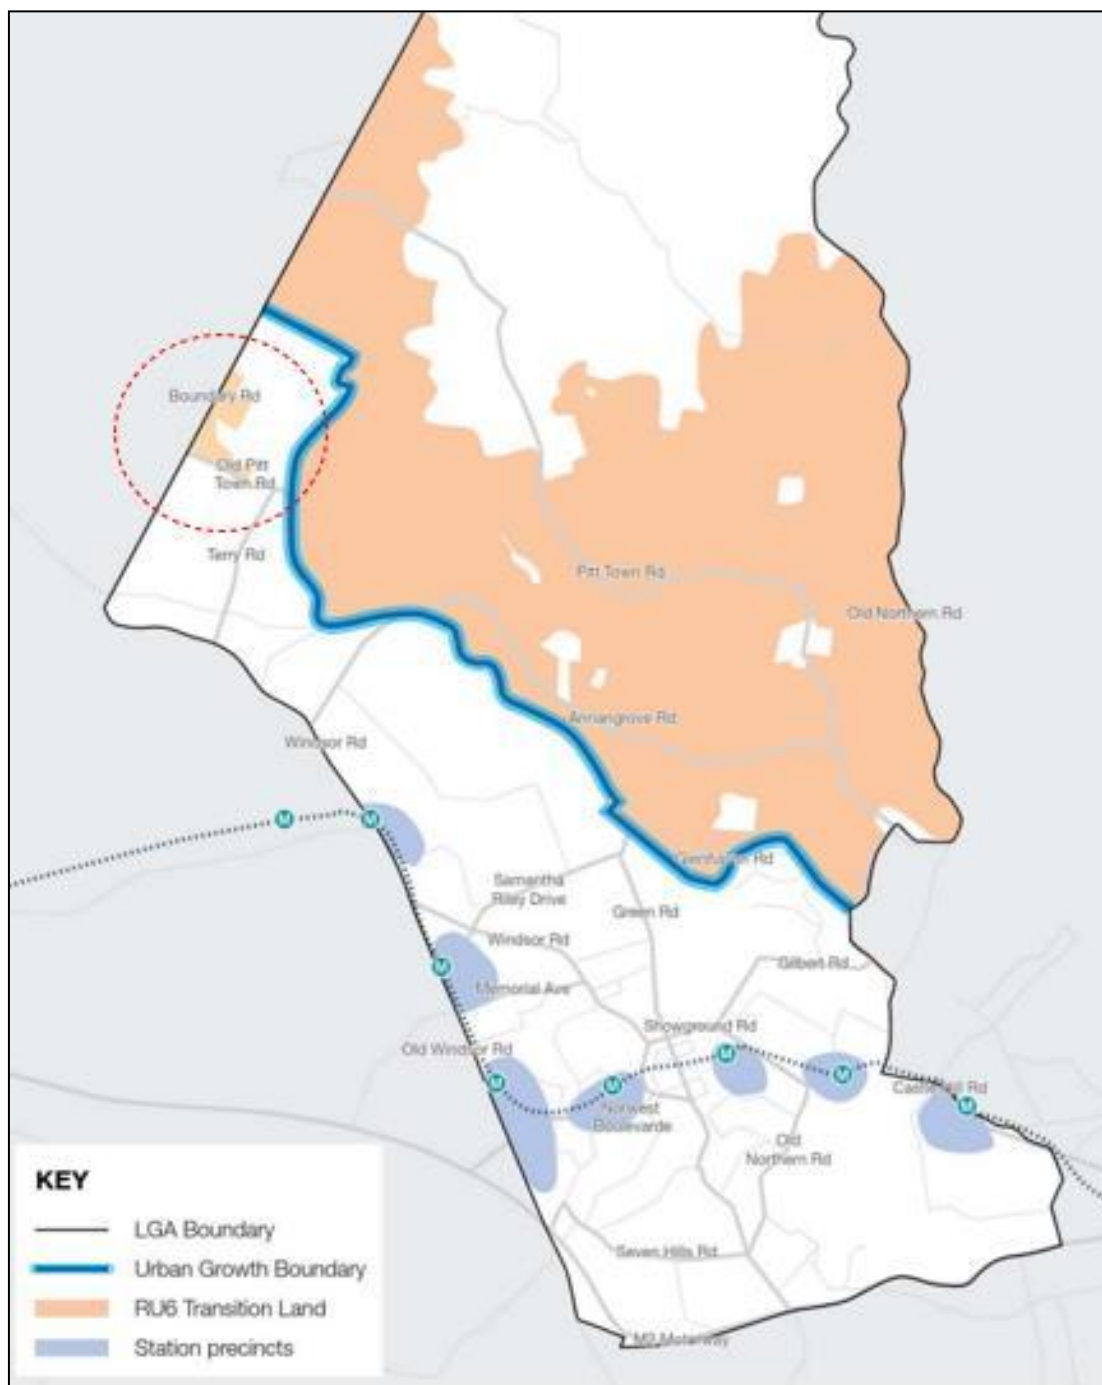 Boundary Rd
Old Pitt
Town Rd
Terry Rd
Pitt Town Rd
Old Northern Rd
Annangrove Rd
Windsor Rd
M
M
Glenhaven Rd
Samantha
Riley Drive
Green Rd
Windsor Rd
M
Gilbert Rd
Memorial Ave
Showground Rd
Old Windsor Rd
M
M
M
M
Castle Hill Rd
M
Norwest
Boulevarde
Old
Northern Rd
Seven Hills Rd
M2 Motorway
KEY
LGA Boundary
Urban Growth Boundary
RU6 Transition Land
Station precincts